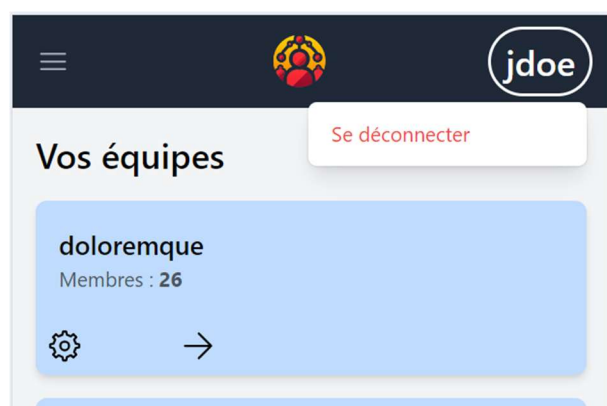 jdoe
Se déconnecter
Vos équipes
doloremque
Membres : 26